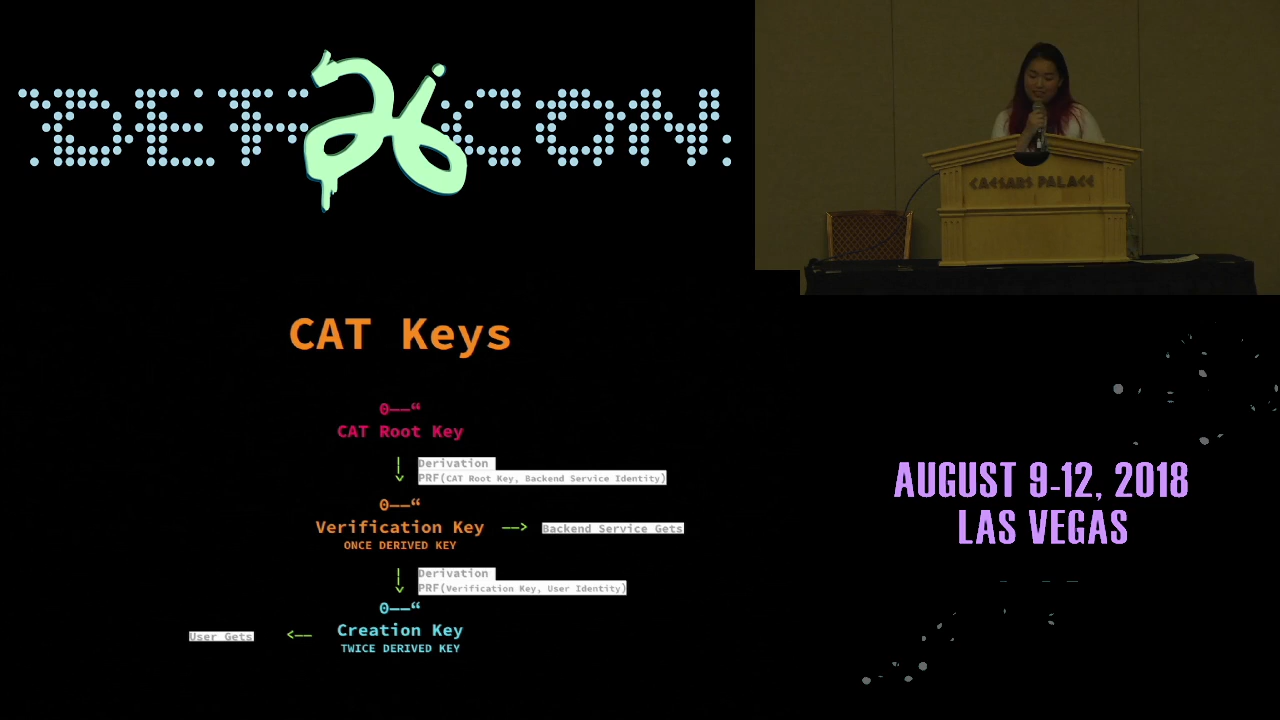 DEF 26 CON
CAESARS PALACE
CAT Keys
0——“
CAT Root Key
Derivation
PRF(CAT Root Key, Backend Service Identity)
0——“
Verification Key ——> Backend Service Gets
ONCE DERIVED KEY
Derivation
PRF(Verification Key, User Identity)
0——“
User Gets <—— Creation Key
TWICE DERIVED KEY
AUGUST 9-12, 2018
LAS VEGAS